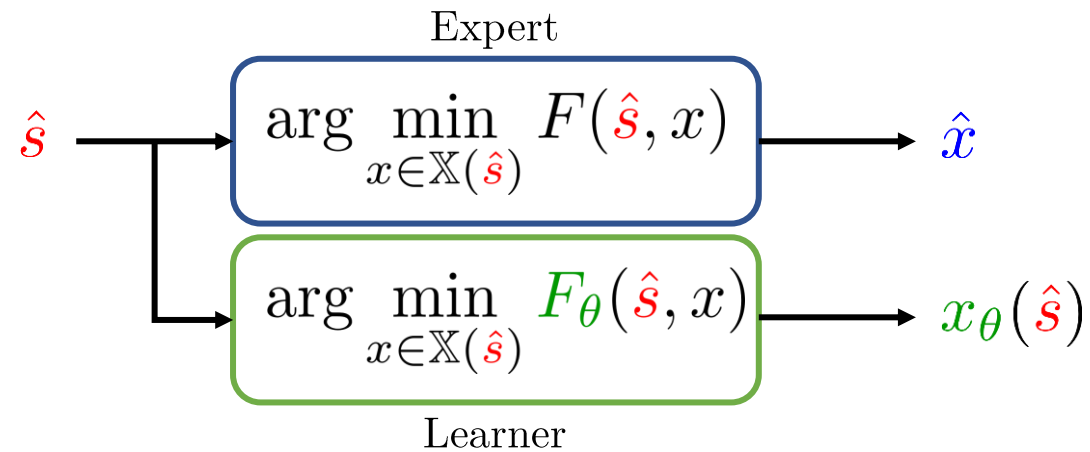 Expert
ŝ
arg min F(ŝ, x)
x∈𝕏(ŝ)
x̂
arg min F_θ(ŝ, x)
x∈𝕏(ŝ)
x_θ(ŝ)
Learner